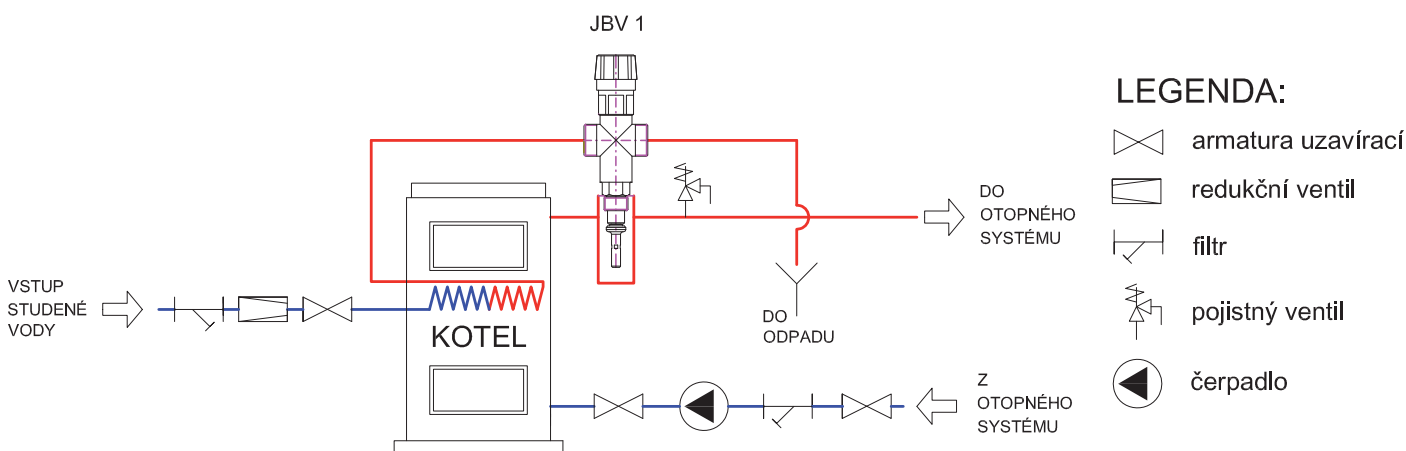 JBV 1
VSTUP
STUDENÉ
VODY
KOTEL
DO
OTOPNÉHO
SYSTÉMU
DO
ODPADU
Z
OTOPNÉHO
SYSTÉMU
LEGENDA:
armatura uzavírací
redukční ventil
filtr
pojistný ventil
čerpadlo